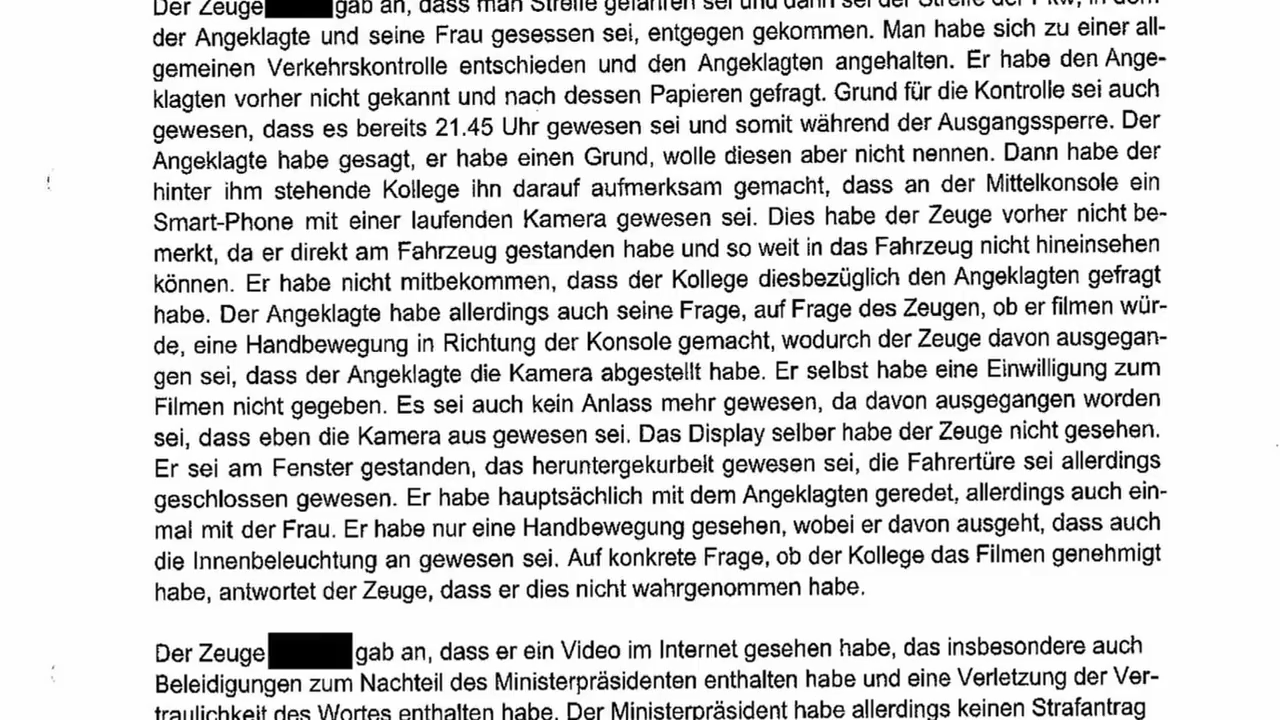 Der Zeuge gab an, dass man Streife gefahren sei und dann sei der Streife der Pkw, in dem
der Angeklagte und seine Frau gesessen sei, entgegen gekommen. Man habe sich zu einer all-
gemeinen Verkehrskontrolle entschieden und den Angeklagten angehalten. Er habe den Ange-
klagten vorher nicht gekannt und nach dessen Papieren gefragt. Grund für die Kontrolle sei auch
gewesen, dass es bereits 21.45 Uhr gewesen sei und somit während der Ausgangssperre. Der
Angeklagte habe gesagt, er habe einen Grund, wolle diesen aber nicht nennen. Dann habe der
hinter ihm stehende Kollege ihn darauf aufmerksam gemacht, dass an der Mittelkonsole ein
Smart-Phone mit einer laufenden Kamera gewesen sei. Dies habe der Zeuge vorher nicht be-
merkt, da er direkt am Fahrzeug gestanden habe und so weit in das Fahrzeug nicht hineinsehen
können. Er habe nicht mitbekommen, dass der Kollege diesbezüglich den Angeklagten gefragt
habe. Der Angeklagte habe allerdings auch seine Frage, auf Frage des Zeugen, ob er filmen wür-
de, eine Handbewegung in Richtung der Konsole gemacht, wodurch der Zeuge davon ausgegan-
gen sei, dass der Angeklagte die Kamera abgestellt habe. Er selbst habe eine Einwilligung zum
Filmen nicht gegeben. Es sei auch kein Anlass mehr gewesen, da davon ausgegangen worden
sei, dass eben die Kamera aus gewesen sei. Das Display selber habe der Zeuge nicht gesehen.
Er sei am Fenster gestanden, das heruntergekurbelt gewesen sei, die Fahrertüre sei allerdings
geschlossen gewesen. Er habe hauptsächlich mit dem Angeklagten geredet, allerdings auch ein-
mal mit der Frau. Er habe nur eine Handbewegung gesehen, wobei er davon ausgeht, dass auch
die Innenbeleuchtung an gewesen sei. Auf konkrete Frage, ob der Kollege das Filmen genehmigt
habe, antwortet der Zeuge, dass er dies nicht wahrgenommen habe.
Der Zeuge gab an, dass er ein Video im Internet gesehen habe, das insbesondere auch
Beleidigungen zum Nachteil des Ministerpräsidenten enthalten habe und eine Verletzung der Ver-
traulichkeit des Wortes enthalten habe. Der Ministerpräsident habe allerdings keinen Strafantrag